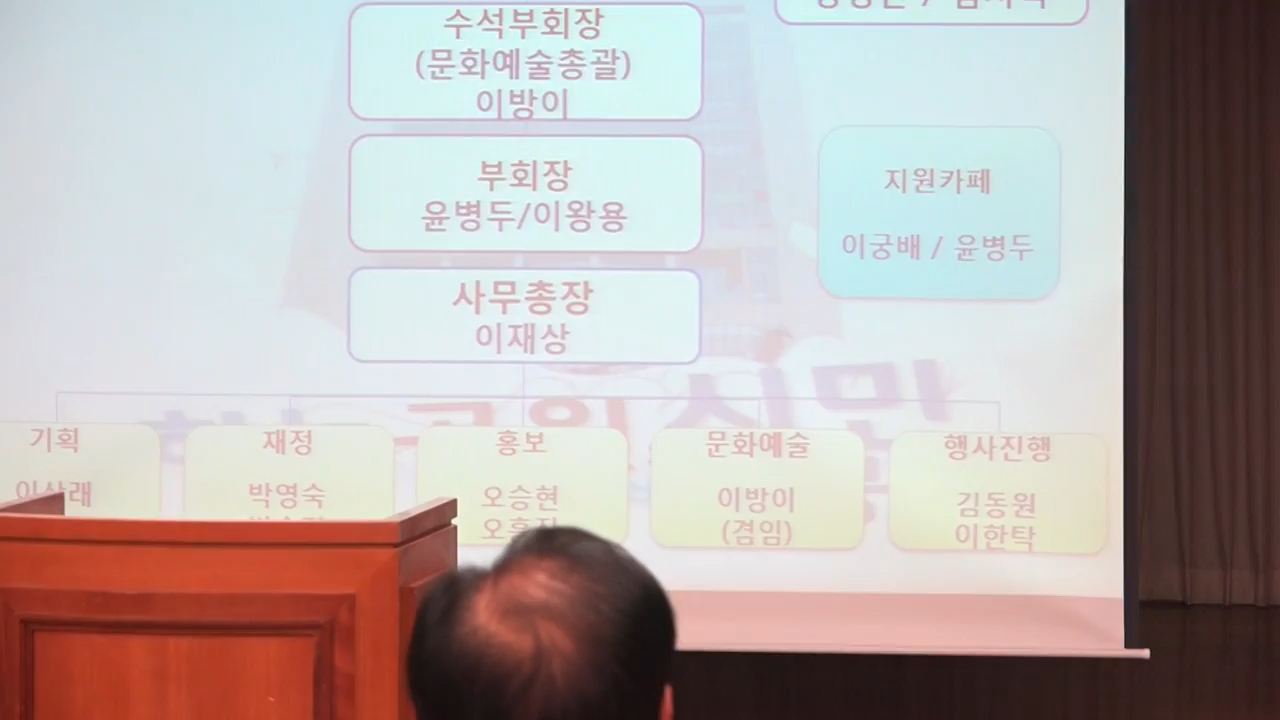 수석부회장
(문화예술총괄)
이방이
부회장
윤병두/이왕용
지원카페
이궁배 / 윤병두
사무총장
이재상
기획
재정
홍보
문화예술
행사진행
박영숙
오승현
이방이
김동원
(겸임)
이한탁